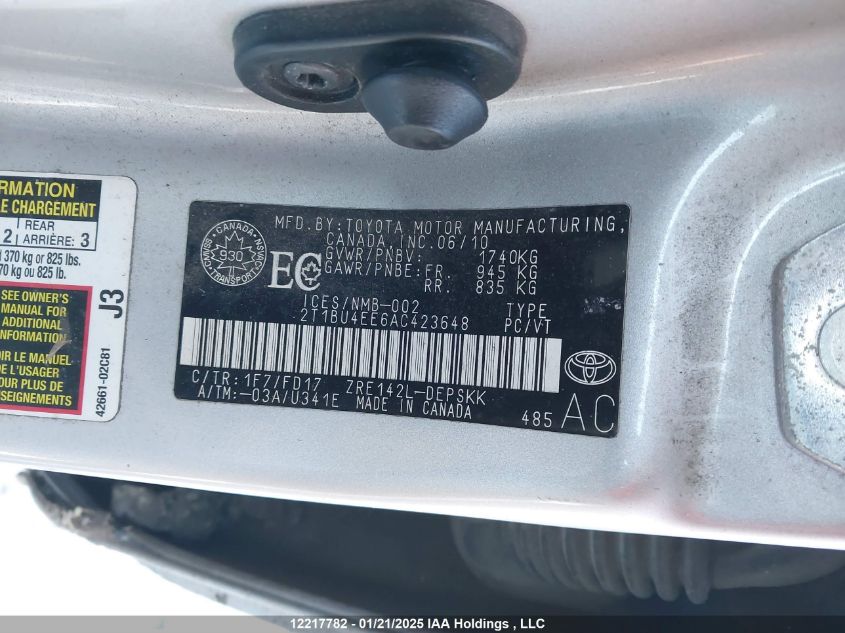 RMATION
E CHARGEMENT
2 REAR
ARRIÈRE: 3
370 kg or 825 lbs.
70 kg ou 825 lb.
SEE OWNER'S
MANUAL FOR
ADDITIONAL
INFORMATION
VOIR LE MANUEL
DE L'USAGER
POUR PLUS DE
SEIGNEMENTS
J3
42661-02C81
CANADA
930
TRANSPORT
EC
MFD. BY: TOYOTA MOTOR MANUFACTURING,
CANADA, INC. 06/10
GVWR/PNBV: 1740KG
GAWR/PNBE: FR. 945 KG
RR. 835 KG
ICES/NMB-002
TYPE
2T1BU4EE6AC423648
PC/VT
C/TR: 1F7/FD17 ZRE142L-DEPSKK
A/TM:-03A/U341E MADE IN CANADA
485 AC
12217782 - 01/21/2025 IAA Holdings , LLC